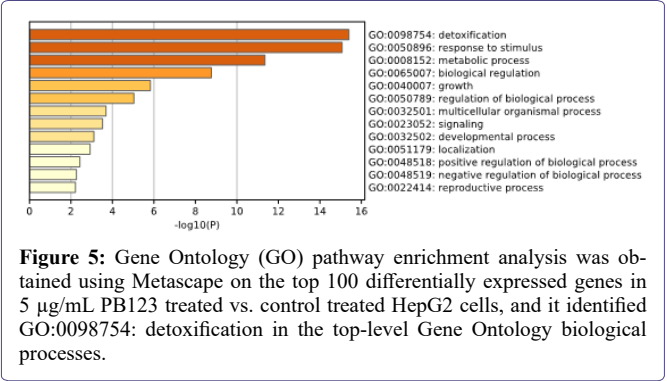 GO:0098754: detoxification
GO:0050896: response to stimulus
GO:0008152: metabolic process
GO:0065007: biological regulation
GO:0040007: growth
GO:0050789: regulation of biological process
GO:0032501: multicellular organismal process
GO:0023052: signaling
GO:0032502: developmental process
GO:0051179: localization
GO:0048518: positive regulation of biological process
GO:0048519: negative regulation of biological process
GO:0022414: reproductive process
0 2 4 6 8 10 12 14 16
-log10(P)
Figure 5: Gene Ontology (GO) pathway enrichment analysis was ob-
tained using Metascape on the top 100 differentially expressed genes in
5 µg/mL PB123 treated vs. control treated HepG2 cells, and it identified
GO:0098754: detoxification in the top-level Gene Ontology biological
processes.